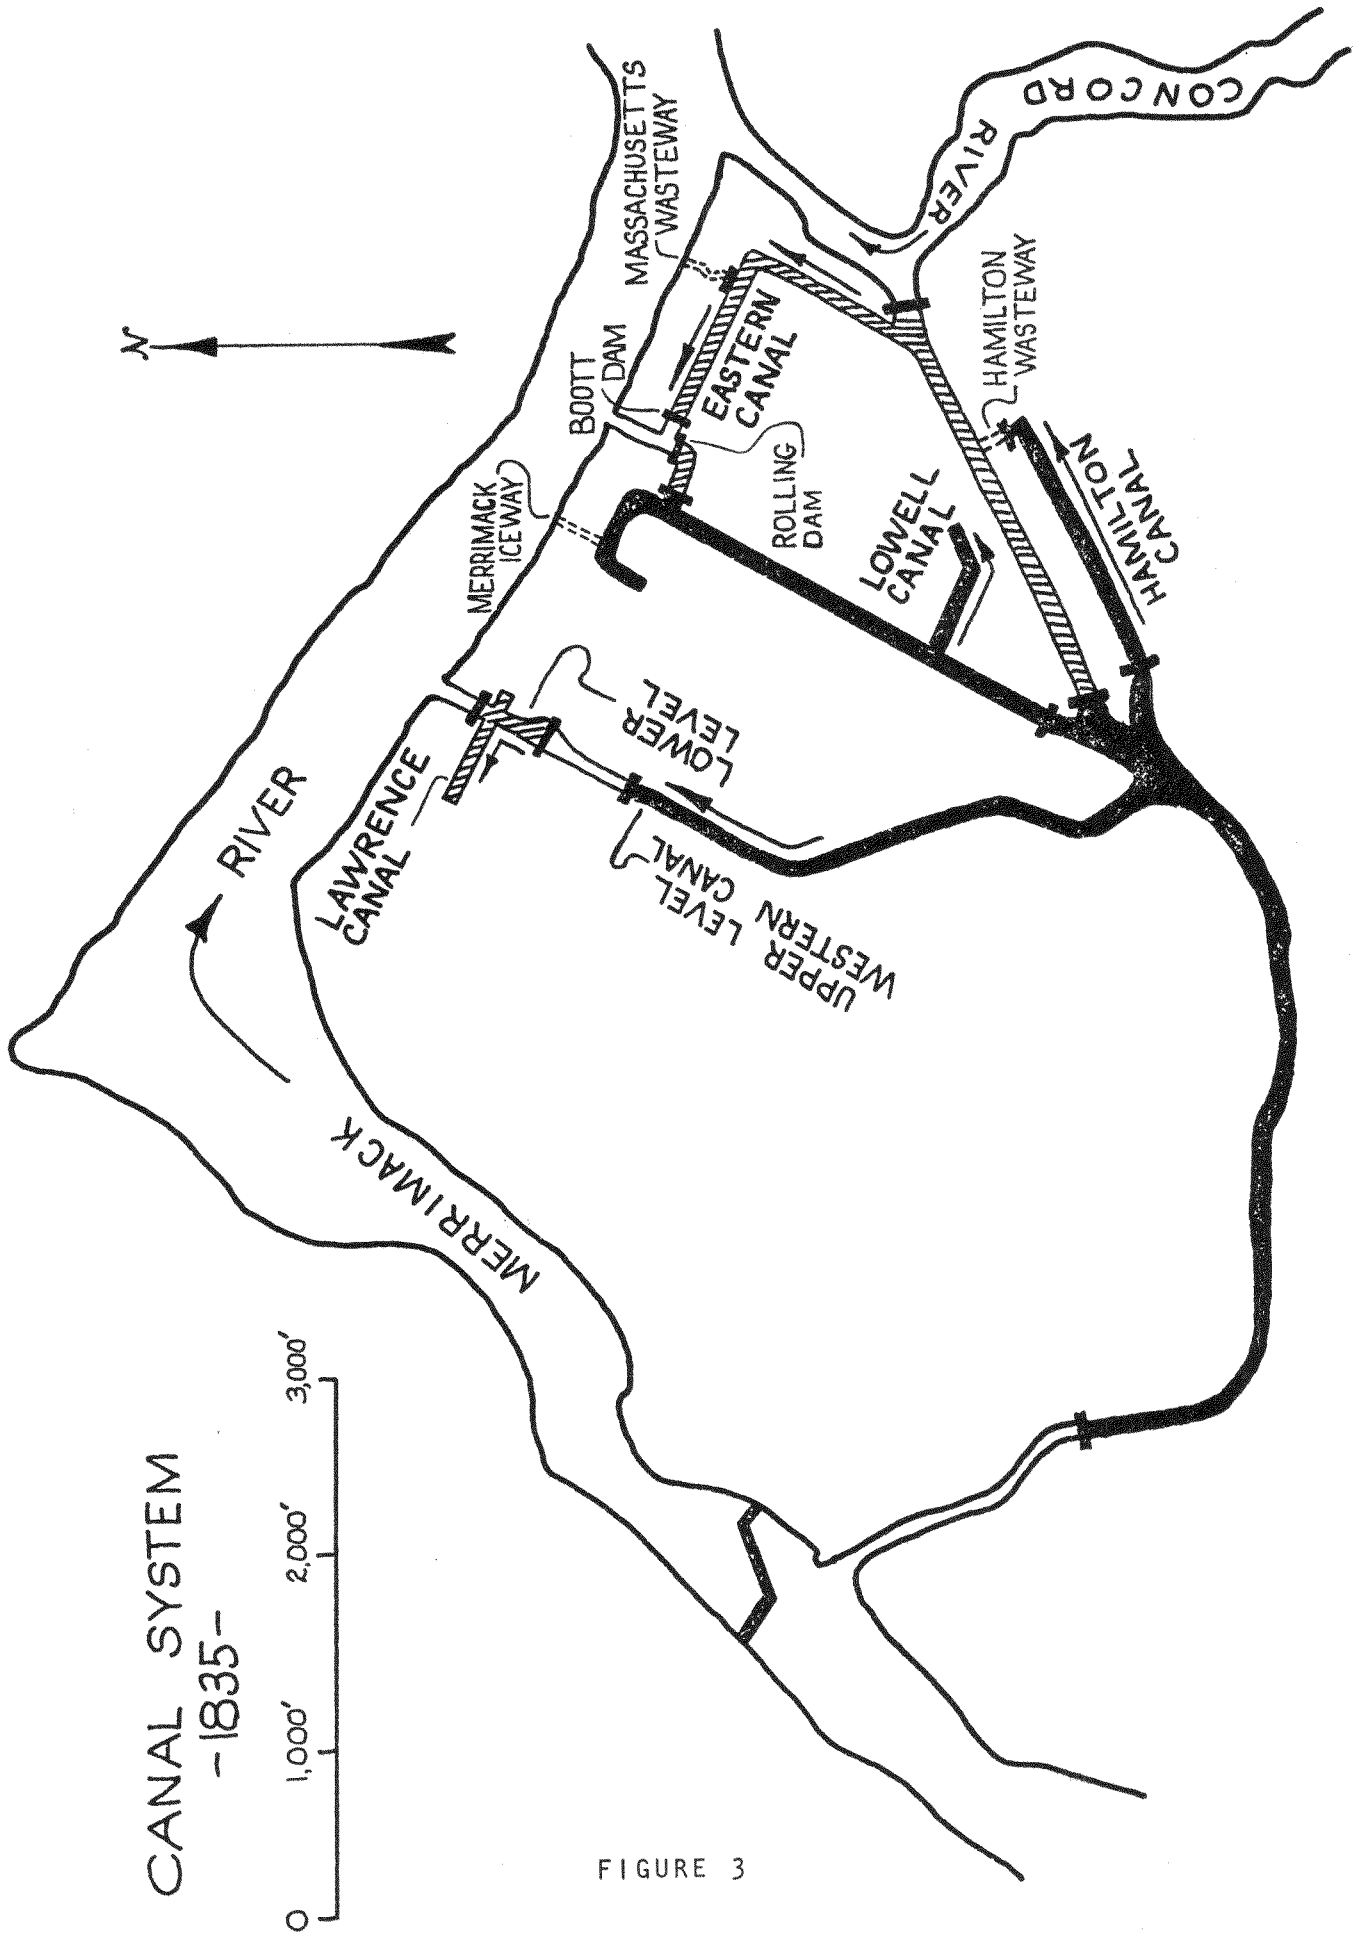 CANAL SYSTEM
-1835-
0 1,000' 2,000' 3,000'
N
MERRIMACK
RIVER
CONCORD
RIVER
MASSACHUSETTS
WASTEWAY
BOOTT
DAM
EASTERN
CANAL
MERRIMACK
ICEWAY
ROLLING
DAM
HAMILTON
WASTEWAY
LOWELL
CANAL
HAMILTON
CANAL
LAWRENCE
CANAL
LOWER
LEVEL
UPPER LEVEL
WESTERN CANAL
FIGURE 3